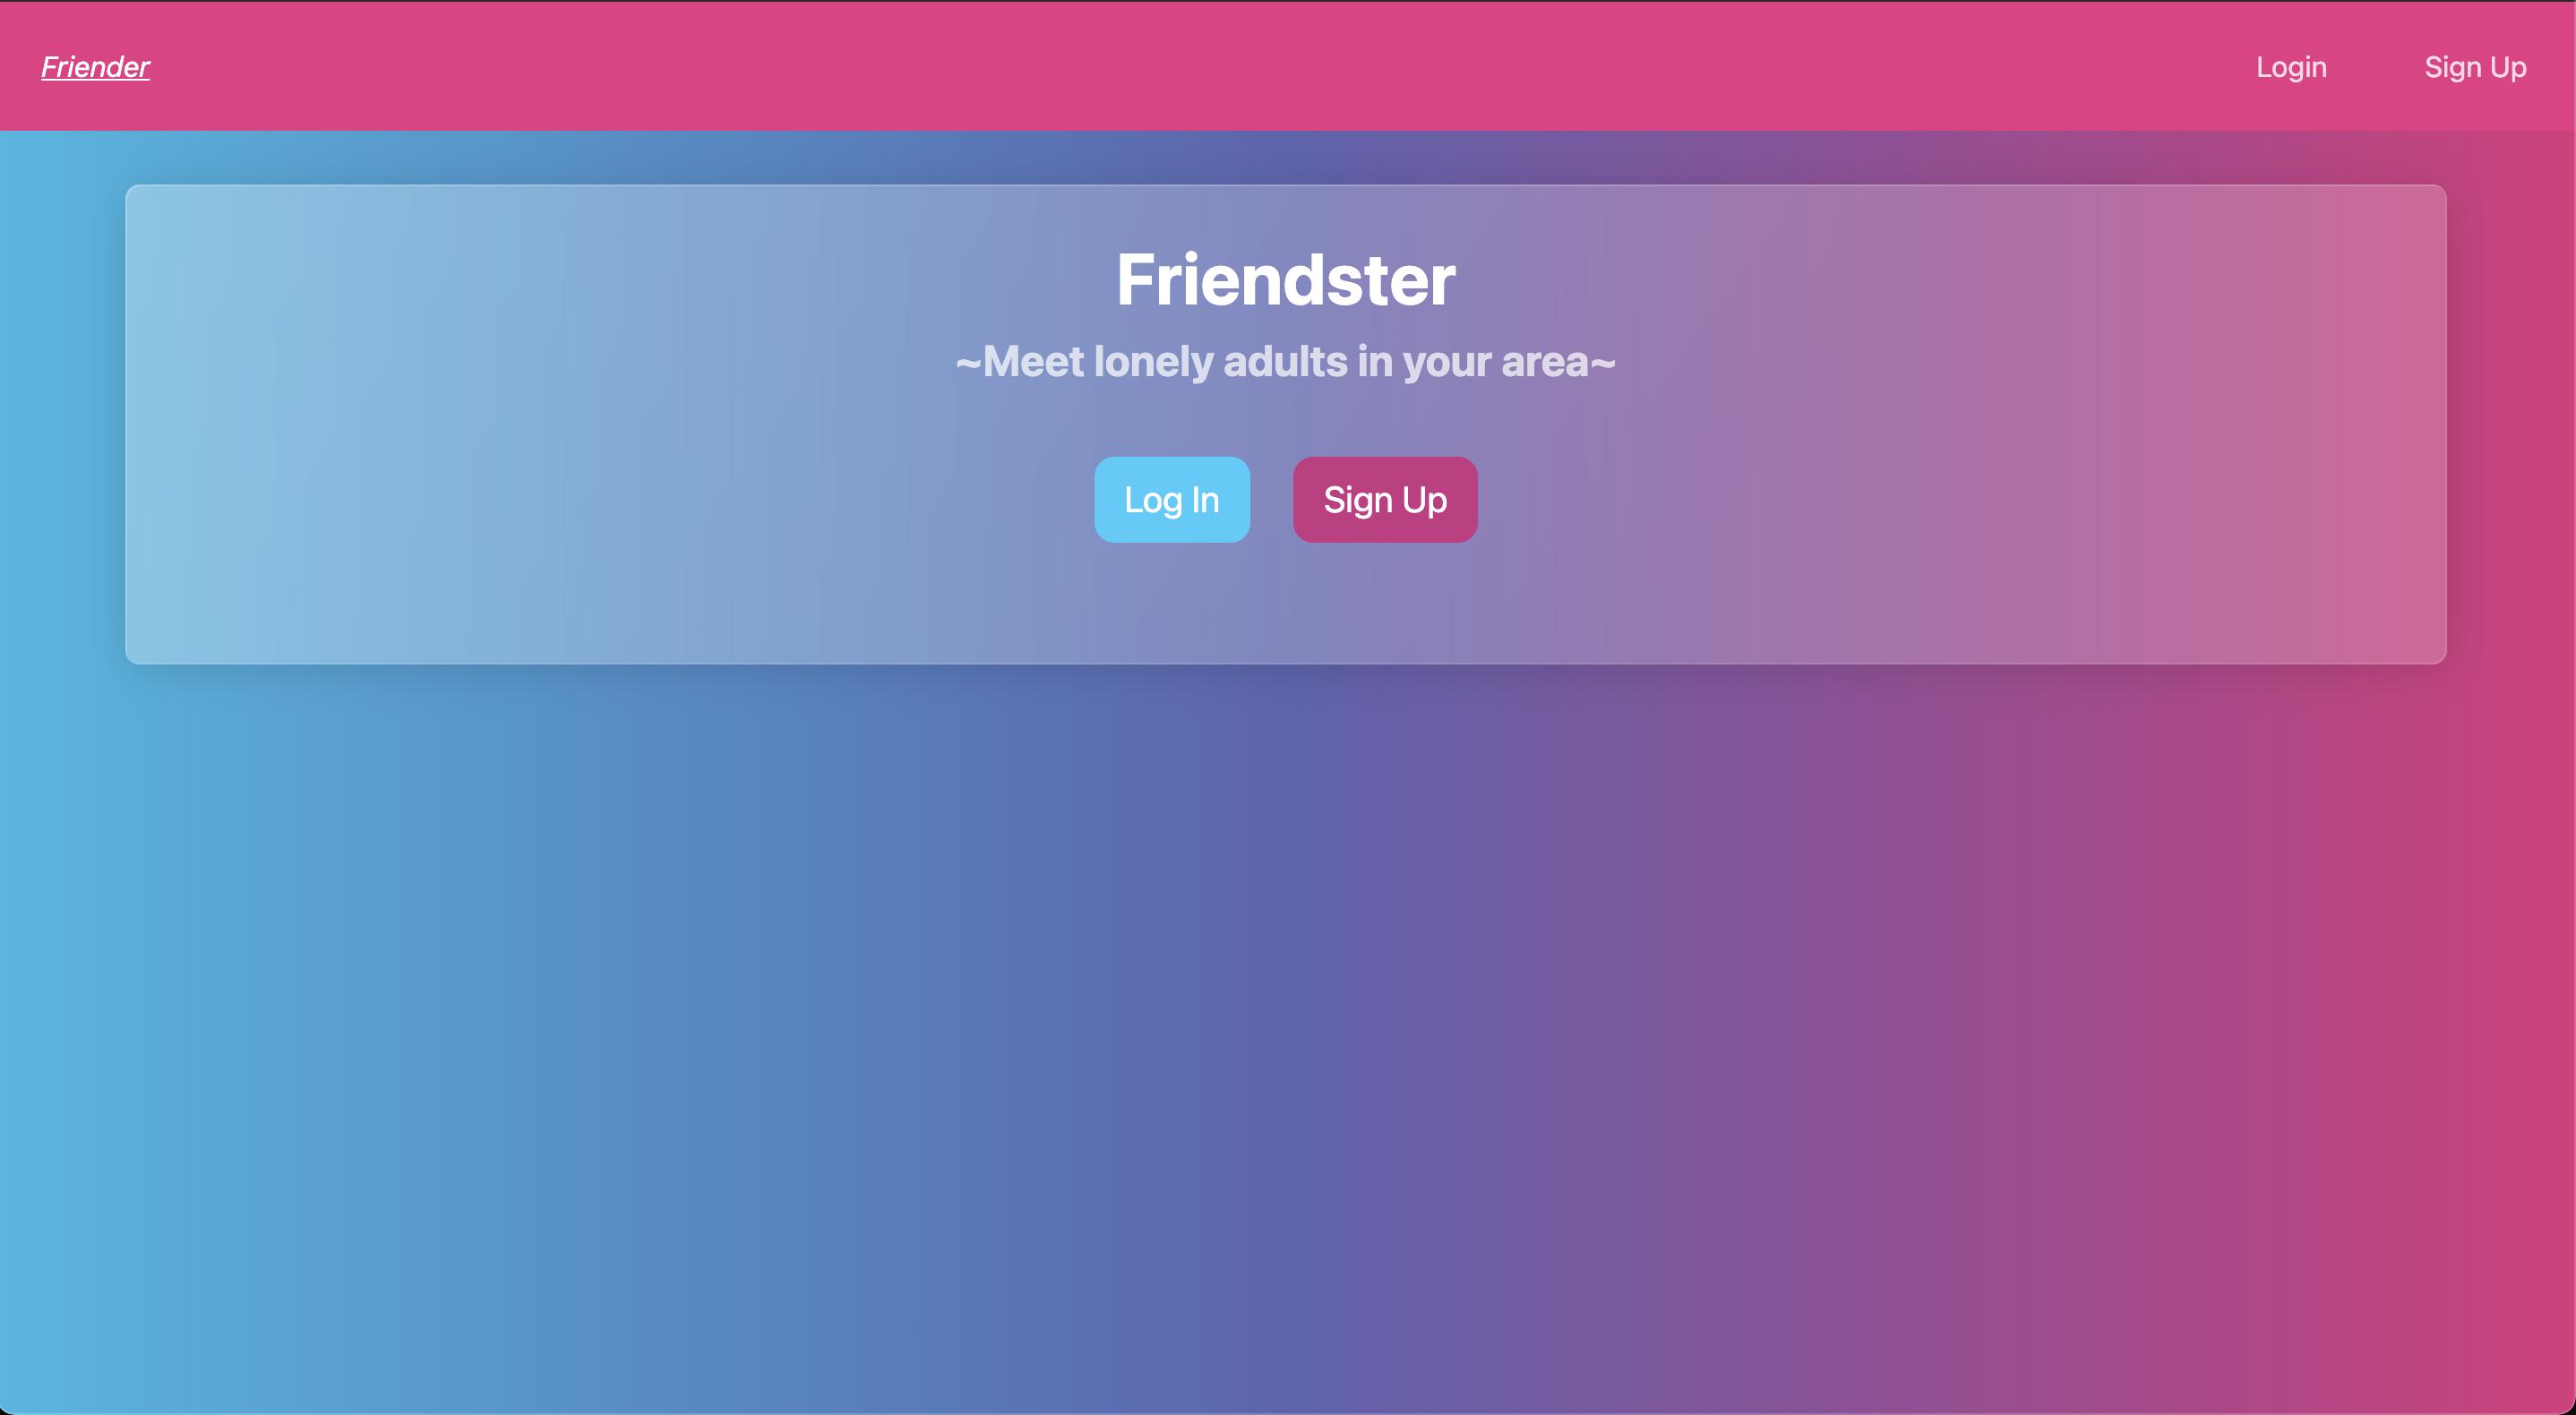 Friender
Login
Sign Up
Friendster
~Meet lonely adults in your area~
Log In
Sign Up